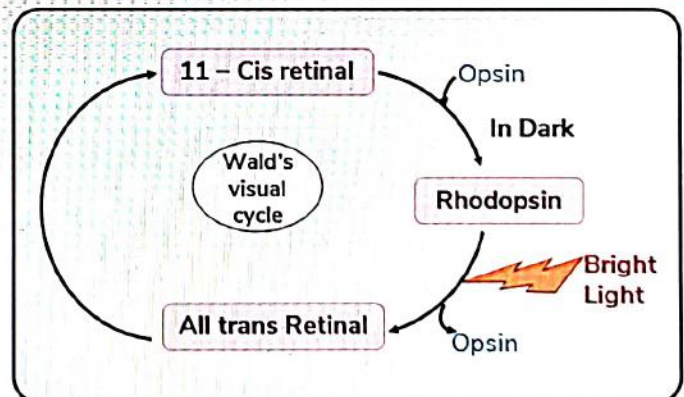 11 – Cis retinal
Opsin
In Dark
Wald's
visual
cycle
Rhodopsin
Bright
Light
All trans Retinal
Opsin